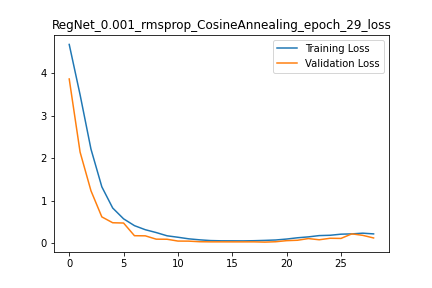 RegNet_0.001_rmsprop_CosineAnnealing_epoch_29_loss
Training Loss
Validation Loss
4
3
2
1
0
0 5 10 15 20 25